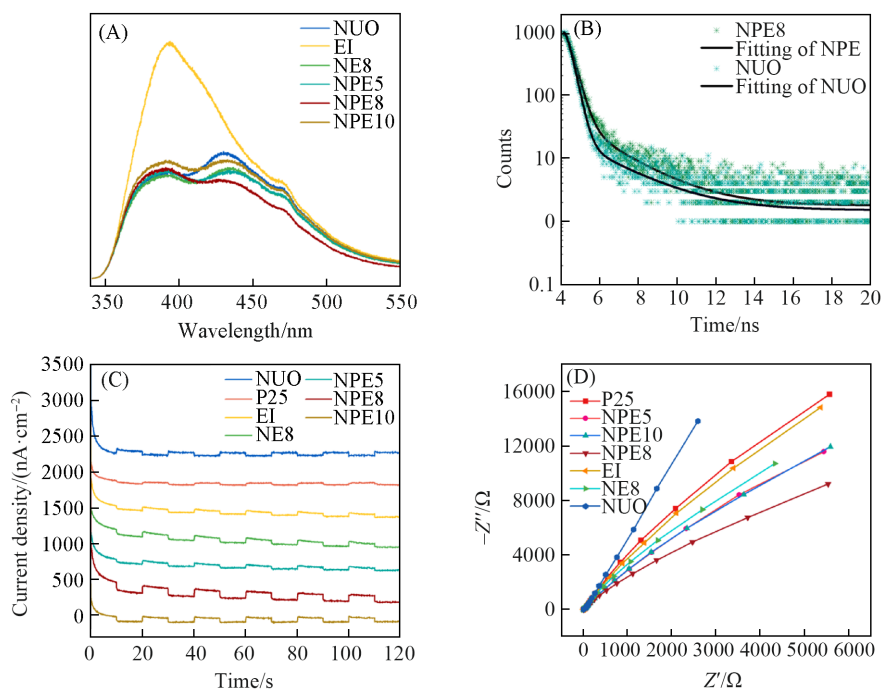 (A)
NUO
EI
NE8
NPE5
NPE8
NPE10
350 400 450 500 550
Wavelength/nm
(B)
NPE8
Fitting of NPE
NUO
Fitting of NUO
Counts
1000
100
10
0
0.1
4 6 8 10 12 14 16 18 20
Time/ns
(C)
NUO
P25
EI
NE8
NPE5
NPE8
NPE10
Current density/(nA·cm⁻²)
3500
3000
2500
2000
1500
1000
500
0
0 20 40 60 80 100 120
Time/s
(D)
P25
NPE5
NPE10
NPE8
EI
NE8
NUO
−Z″/Ω
16000
12000
8000
4000
0
0 1000 2000 3000 4000 5000 6000
Z′/Ω